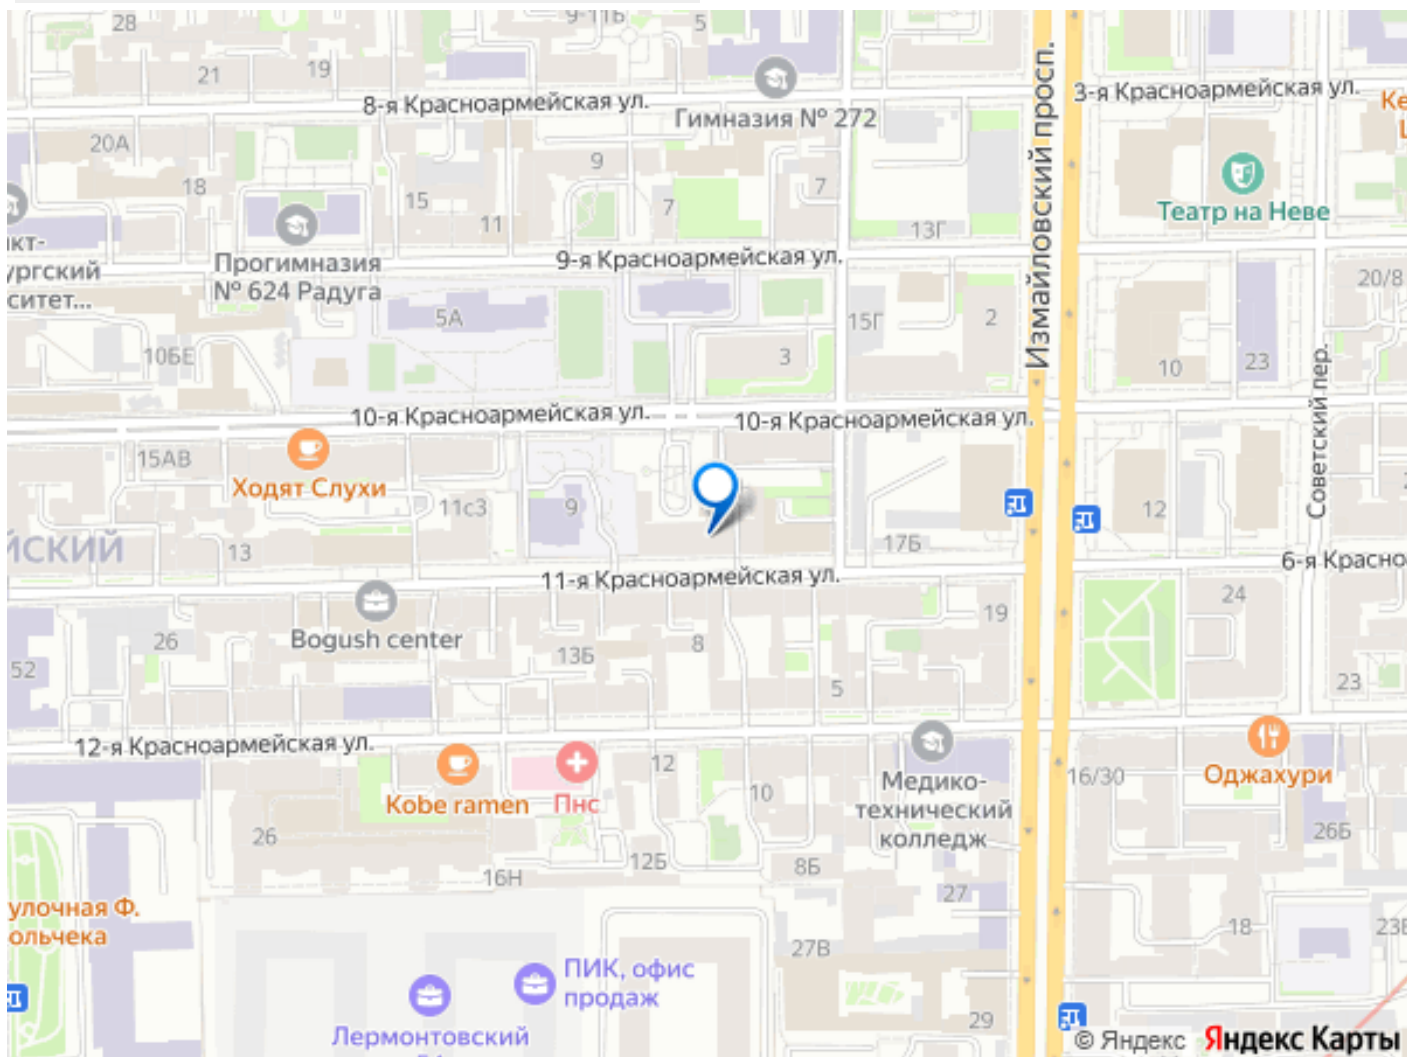 28
9-11Б
5
21
19
8-я Красноармейская ул.
Гимназия № 272
Измайловский просп.
3-я Красноармейская ул.
20А
18
15
11
9
7
7
13Г
Театр на Неве
Прогимназия
№ 624 Радуга
9-я Красноармейская ул.
20/8
5А
15Г
2
10БЕ
3
10
23
Советский пер.
10-я Красноармейская ул.
10-я Красноармейская ул.
15АВ
Ходят Слухи
11с3
9
12
13
17Б
11-я Красноармейская ул.
6-я Красно
Bogush center
26
13Б
8
19
24
52
5
23
12-я Красноармейская ул.
Kobe ramen
Пнс
12
10
Медико-
технический
колледж
16/30
Оджахури
26
12Б
8Б
26Б
16Н
27
улочная Ф.
ольчека
27В
18
ПИК, офис
продаж
Лермонтовский
29
© Яндекс Яндекс Карты